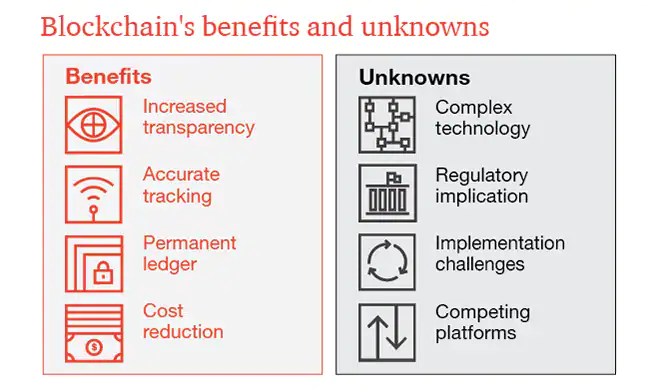 Blockchain's benefits and unknowns
Benefits
Increased
transparency
Accurate
tracking
Permanent
ledger
Cost
reduction
$
Unknowns
Complex
technology
Regulatory
implication
Implementation
challenges
Competing
platforms